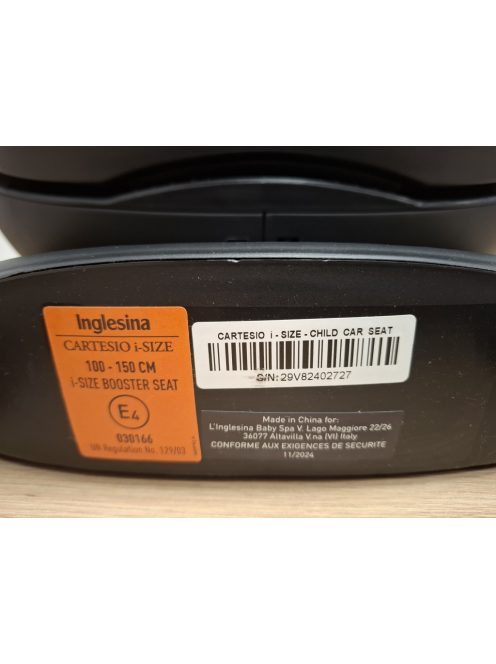 Inglesina
CARTESIO i-SIZE
100 - 150 CM
i-SIZE BOOSTER SEAT
E4
030166
UN Regulation No. 129/03
CARTESIO i - SIZE - CHILD CAR SEAT
S/N: 29V82402727
Made in China for:
L'Inglesina Baby Spa V. Lago Maggiore 22/26
36077 Altavilla V.na (VI) Italy
CONFORME AUX EXIGENCES DE SECURITE
11/2024